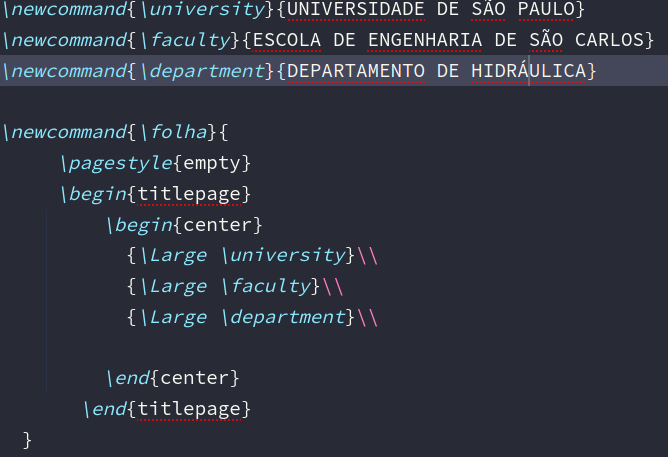 \newcommand{\university}{UNIVERSIDADE DE SÃO PAULO}
\newcommand{\faculty}{ESCOLA DE ENGENHARIA DE SÃO CARLOS}
\newcommand{\department}{DEPARTAMENTO DE HIDRÁULICA}
\newcommand{\folha}{
\pagestyle{empty}
\begin{titlepage}
\begin{center}
{\Large \university}\\
{\Large \faculty}\\
{\Large \department}\\
\end{center}
\end{titlepage}
}